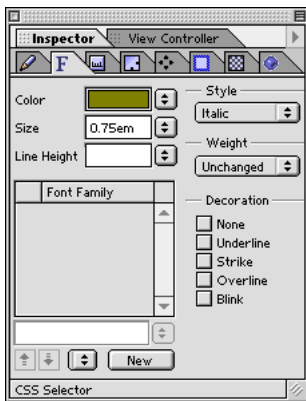 Inspector
View Controller
F
Color
Size
0.75em
Line Height
Font Family
New
Style
Italic
Weight
Unchanged
Decoration
None
Underline
Strike
Overline
Blink
CSS Selector